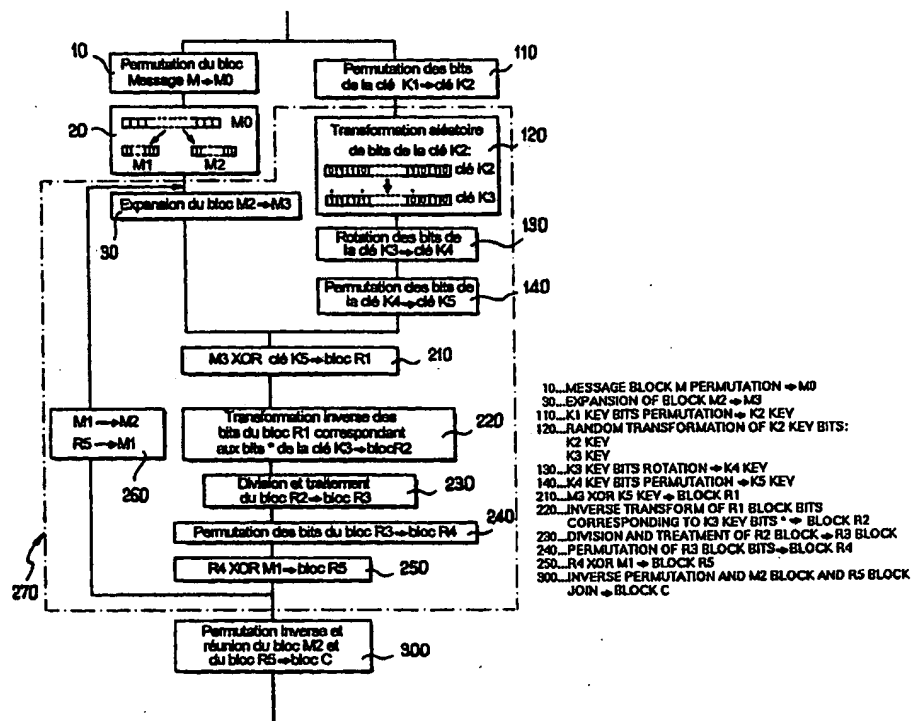 10
Permutation du bloc
Message M→M0
Permutation des bits
de la clé K1→clé K2
110
20
M0
M1 M2
Transformation aléatoire
de bits de la clé K2:
clé K2
clé K3
120
Expansion du bloc M2→M3
30
Rotation des bits de
la clé K3→clé K4
130
Permutation des bits de
la clé K4→clé K5
140
M3 XOR clé K5→bloc R1
210
M1→M2
R5→M1
260
Transformation Inverse des
bits du bloc R1 correspondant
aux bits * de la clé K3→blocR2
220
Division et traitement
du bloc R2→bloc R3
230
Permutation des bits du bloc R3→bloc R4
240
R4 XOR M1→bloc R5
250
270
Permutation Inverse et
réunion du bloc M2 et
du bloc R5→bloc C
300
10...MESSAGE BLOCK M PERMUTATION→M0
30...EXPANSION OF BLOCK M2→M3
110...K1 KEY BITS PERMUTATION→K2 KEY
120...RANDOM TRANSFORMATION OF K2 KEY BITS:
K2 KEY
K3 KEY
130...K3 KEY BITS ROTATION→K4 KEY
140...K4 KEY BITS PERMUTATION→K5 KEY
210...M3 XOR K5 KEY→BLOCK R1
220...INVERSE TRANSFORM OF R1 BLOCK BITS
CORRESPONDING TO K3 KEY BITS *→BLOCK R2
230...DIVISION AND TREATMENT OF R2 BLOCK→R3 BLOCK
240...PERMUTATION OF R3 BLOCK BITS→BLOCK R4
250...R4 XOR M1→BLOCK R5
300...INVERSE PERMUTATION AND M2 BLOCK AND R5 BLOCK
JOIN→BLOCK C